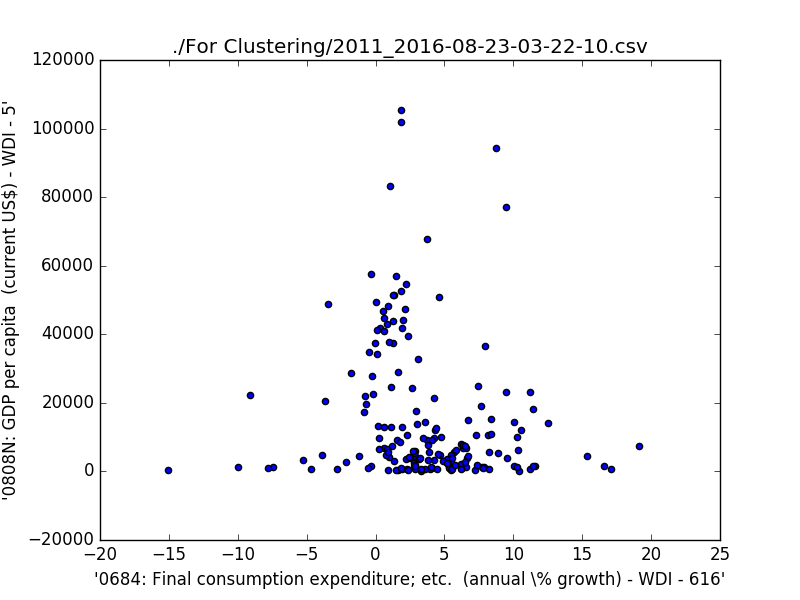 ./For Clustering/2011_2016-08-23-03-22-10.csv
120000
100000
80000
60000
40000
20000
0
−20000
'0808N: GDP per capita  (current US$) - WDI - 5'
−20 −15 −10 −5 0 5 10 15 20 25
'0684: Final consumption expenditure; etc.  (annual \% growth) - WDI - 616'